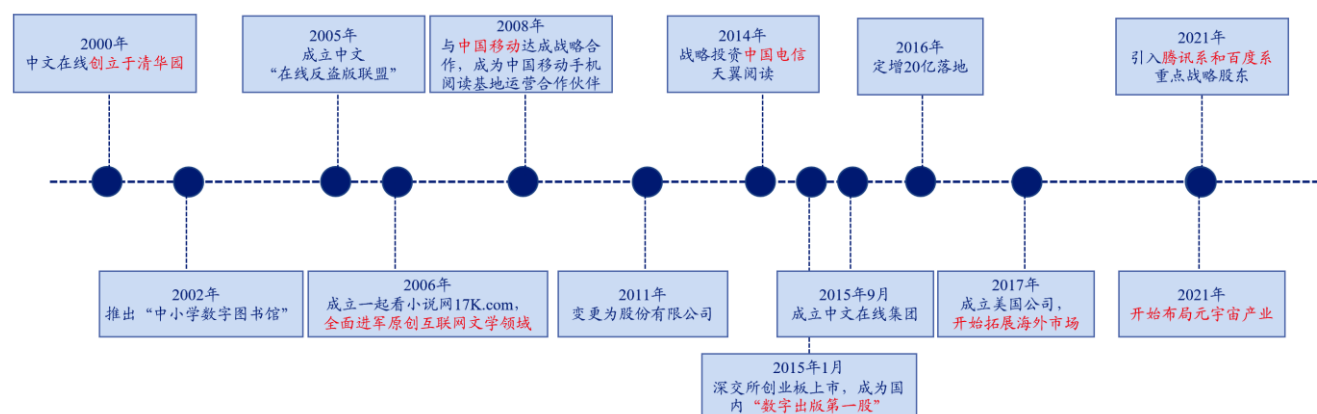 2000年
中文在线创立于清华园
2005年
成立中文
“在线反盗版联盟”
2008年
与中国移动达成战略合
作，成为中国移动手机
阅读基地运营合作伙伴
2014年
战略投资中国电信
天翼阅读
2016年
定增20亿落地
2021年
引入腾讯系和百度系
重点战略股东
2002年
推出“中小学数字图书馆”
2006年
成立一起看小说网17K.com，
全面进军原创互联网文学领域
2011年
变更为股份有限公司
2015年9月
成立中文在线集团
2017年
成立美国公司，
开始拓展海外市场
2021年
开始布局元宇宙产业
2015年1月
深交所创业板上市，成为国
内“数字出版第一股”